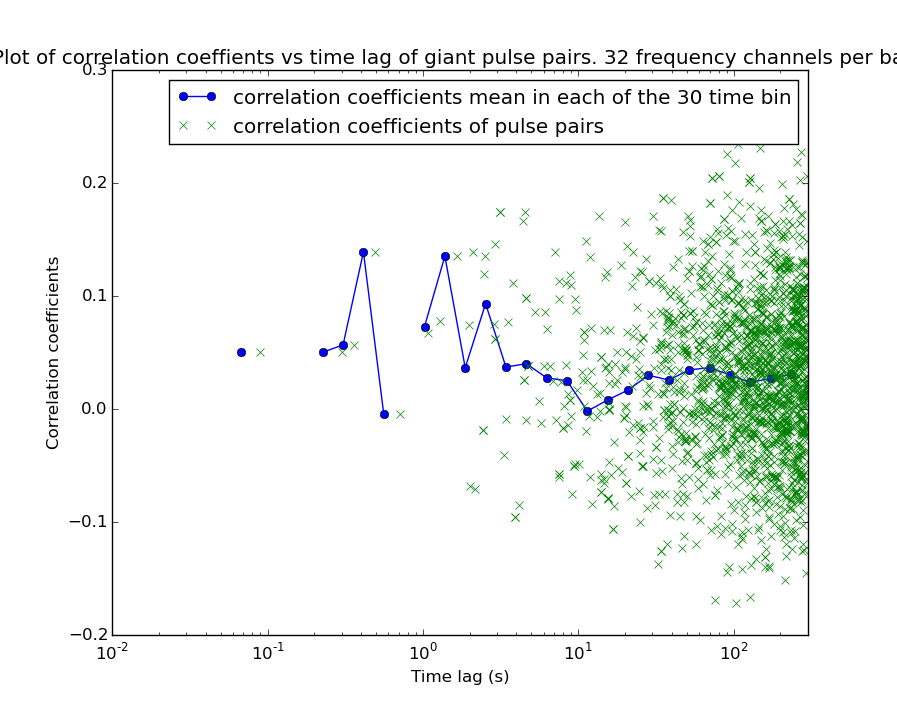 Plot of correlation coeffients vs time lag of giant pulse pairs. 32 frequency channels per ba
correlation coefficients mean in each of the 30 time bin
correlation coefficients of pulse pairs
0.3
0.2
0.1
0.0
−0.1
−0.2
Correlation coefficients
10^-2
10^-1
10^0
10^1
10^2
Time lag (s)